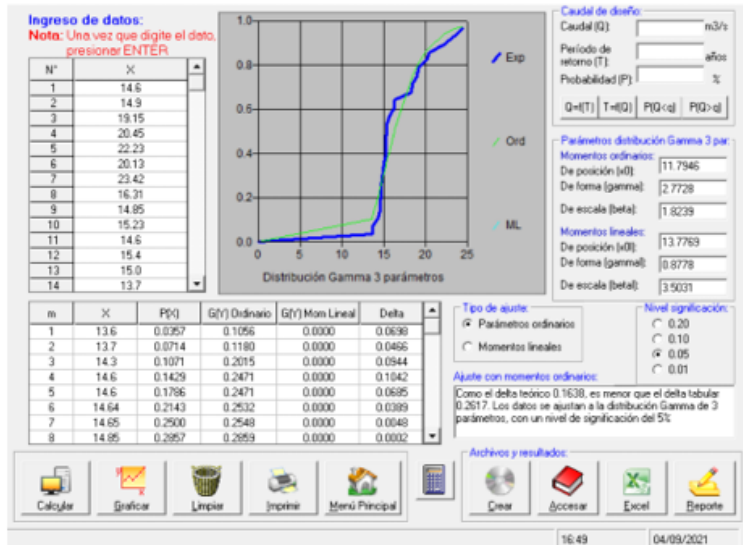 Ingreso de datos:
Nota: Una vez que digite el dato,
presionar ENTER
N° X
1 14.6
2 14.9
3 19.15
4 20.45
5 22.23
6 20.13
7 23.42
8 16.31
9 14.85
10 15.23
11 14.6
12 15.4
13 15.0
14 13.7
1.0
0.8
0.6
0.4
0.2
0.0
0 5 10 15 20 25
Distribución Gamma 3 parámetros
Exp
Ord
ML
Caudal de diseño:
Caudal (Q): m3/s
Período de
retorno (T): años
Probabilidad (P): %
Q=f(T) T=f(Q) P(Q<q) P(Q>q)
Parámetros distribución Gamma 3 par:
Momentos ordinarios:
De posición (x0): 11.7946
De forma (gamma): 2.7728
De escala (beta): 1.8239
Momentos lineales:
De posición (x0l): 13.7769
De forma (gammal): 0.8778
De escala (betal): 3.5031
m X P(X) G(Y) Ordinario G(Y) Mom Lineal Delta
1 13.6 0.0357 0.1056 0.0000 0.0698
2 13.7 0.0714 0.1180 0.0000 0.0466
3 14.3 0.1071 0.2015 0.0000 0.0944
4 14.6 0.1429 0.2471 0.0000 0.1042
5 14.6 0.1786 0.2471 0.0000 0.0685
6 14.64 0.2143 0.2532 0.0000 0.0389
7 14.65 0.2500 0.2548 0.0000 0.0048
8 14.85 0.2857 0.2859 0.0000 0.0002
Tipo de ajuste:
Parámetros ordinarios
Momentos lineales
Nivel significación:
0.20
0.10
0.05
0.01
Ajuste con momentos ordinarios:
Como el delta teórico 0.1638, es menor que el delta tabular
0.2617. Los datos se ajustan a la distribución Gamma de 3
parámetros, con un nivel de significación del 5%
Calcular Graficar Limpiar Imprimir Menú Principal
Archivos y resultados:
Crear Accesar Excel Reporte
16:49 04/09/2021